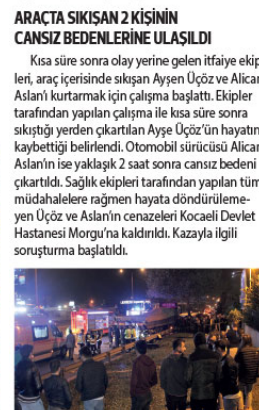 ARAÇTA SIKIŞAN 2 KİŞİNİN
CANSIZ BEDENLERİNE ULAŞILDI
Kısa süre sonra olay yerine gelen itfaiye ekip
leri, araç içerisinde sıkışan Ayşen Üçöz ve Alican
Aslan’ı kurtarmak için çalışma başlattı. Ekipler
tarafından yapılan çalışma ile kısa süre sonra
sıkıştığı yerden çıkartılan Ayşe Üçöz’ün hayatın
kaybettiği belirlendi. Otomobil sürücüsü Alican
Aslan’ın ise yaklaşık 2 saat sonra cansız bedeni
çıkartıldı. Sağlık ekipleri tarafından yapılan tüm
müdahalelere rağmen hayata döndürüleme-
yen Üçöz ve Aslan’ın cenazeleri Kocaeli Devlet
Hastanesi Morgu’na kaldırıldı. Kazayla ilgili
soruşturma başlatıldı.